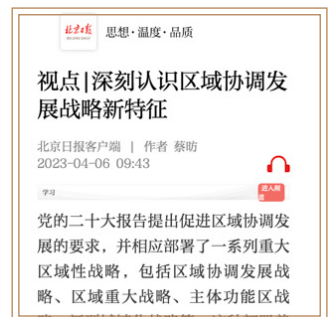 北京日报
思想·温度·品质
视点|深刻认识区域协调发
展战略新特征
北京日报客户端 | 作者 蔡昉
2023-04-06 09:43
学习
进入频
道
党的二十大报告提出促进区域协调发
展的要求，并相应部署了一系列重大
区域性战略，包括区域协调发展战
略、区域重大战略、主体功能区战